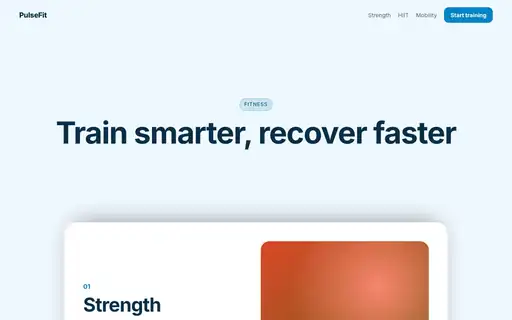 PulseFit
Strength
HIIT
Mobility
Start training
FITNESS
Train smarter, recover faster
01
Strength